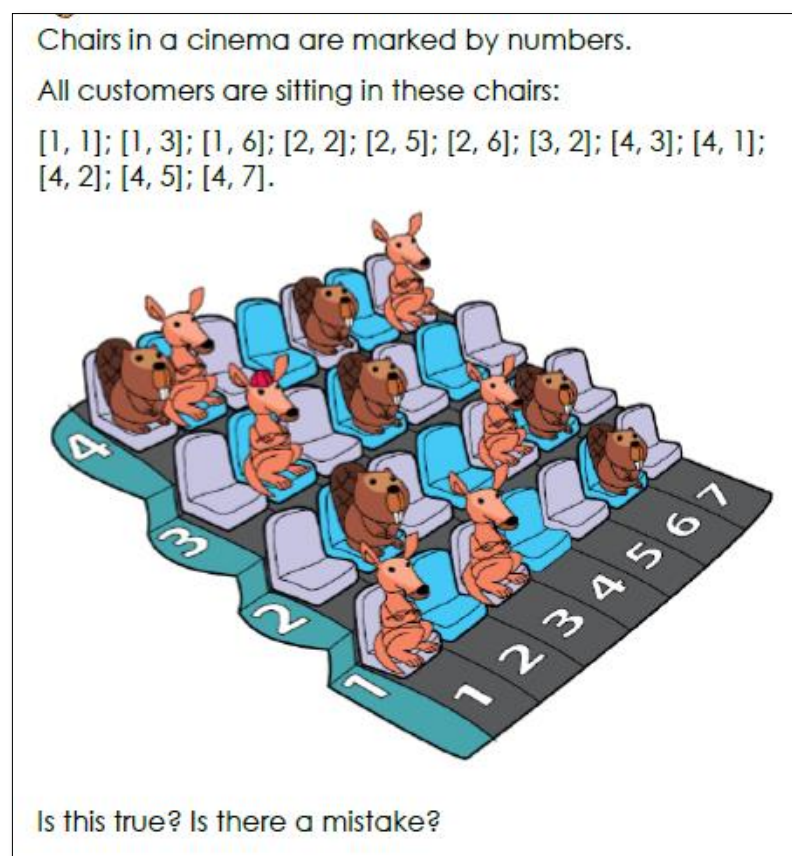 Chairs in a cinema are marked by numbers.
All customers are sitting in these chairs:
[1, 1]; [1, 3]; [1, 6]; [2, 2]; [2, 5]; [2, 6]; [3, 2]; [4, 3]; [4, 1];
[4, 2]; [4, 5]; [4, 7].
4
3
2
1
1 2 3 4 5 6 7
Is this true? Is there a mistake?